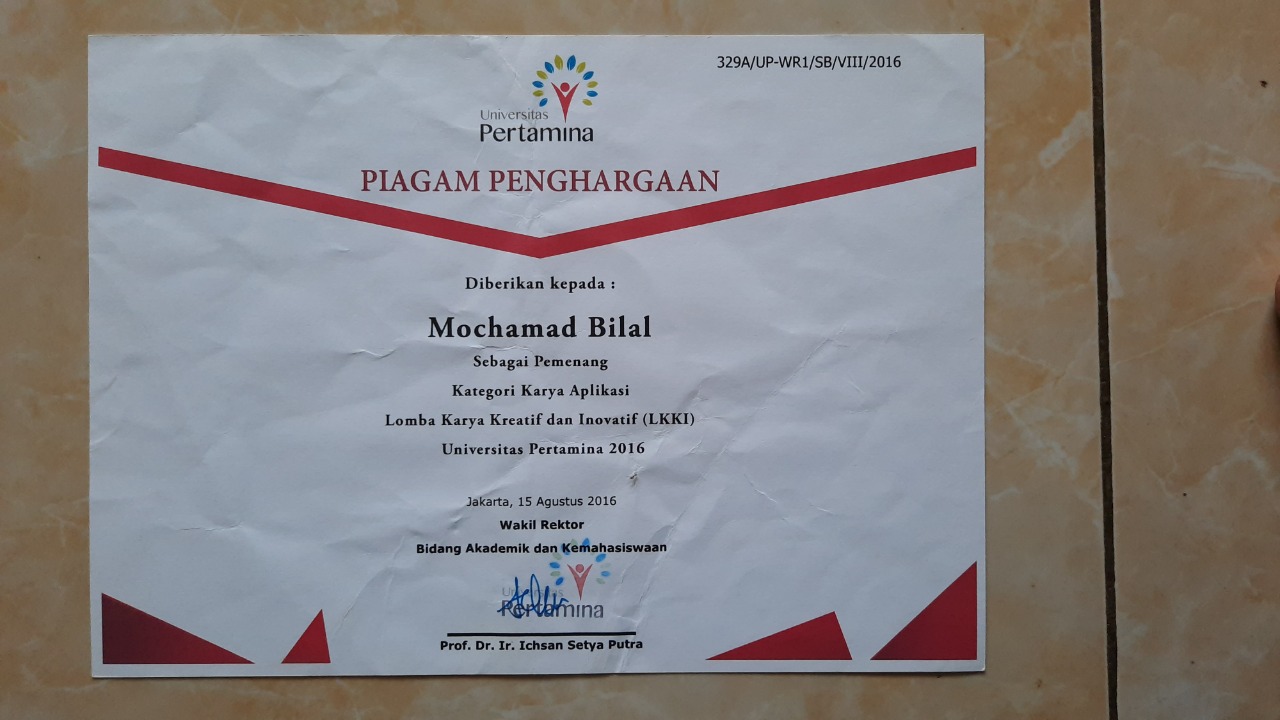 329A/UP-WR1/SB/VIII/2016
Universitas
Pertamina
PIAGAM PENGHARGAAN
Diberikan kepada :
Mochamad Bilal
Sebagai Pemenang
Kategori Karya Aplikasi
Lomba Karya Kreatif dan Inovatif (LKKI)
Universitas Pertamina 2016
Jakarta, 15 Agustus 2016
Wakil Rektor
Bidang Akademik dan Kemahasiswaan
Pertamina
Prof. Dr. Ir. Ichsan Setya Putra